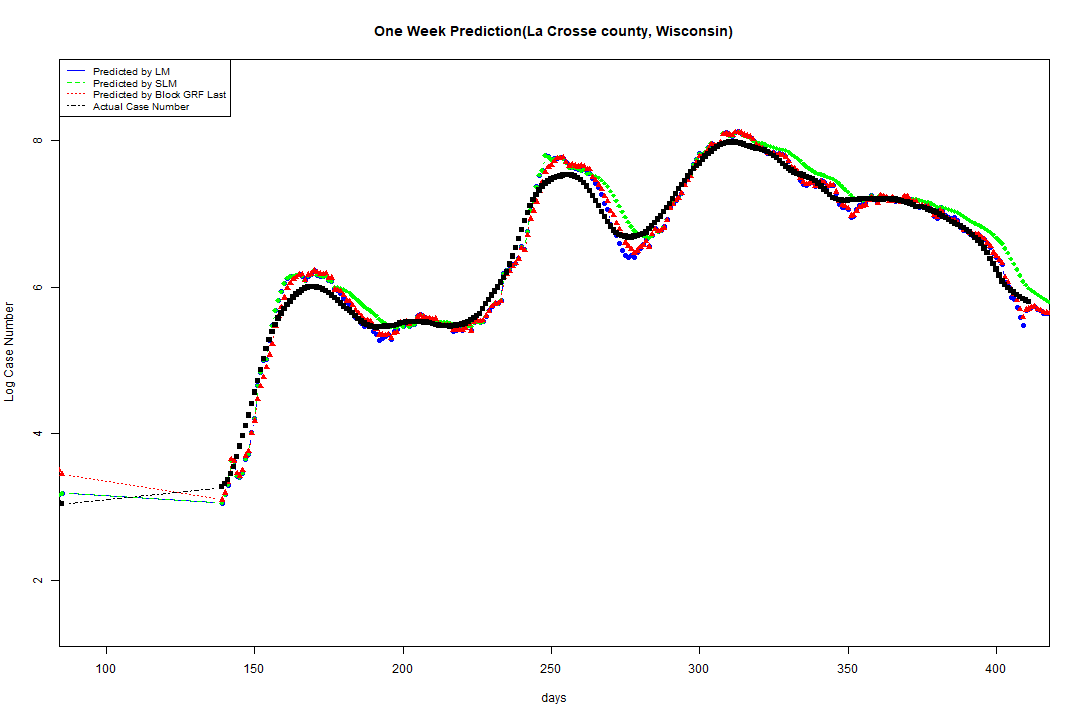 One Week Prediction(La Crosse county, Wisconsin)
Predicted by LM
Predicted by SLM
Predicted by Block GRF Last
Actual Case Number
8
6
4
2
Log Case Number
100 150 200 250 300 350 400
days